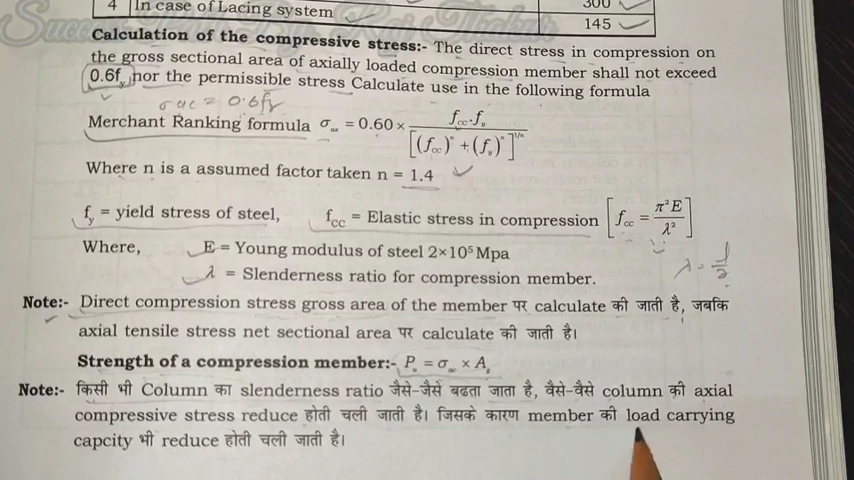 4 In case of Lacing system 300
145
Calculation of the compressive stress:- The direct stress in compression on
the gross sectional area of axially loaded compression member shall not exceed
0.6fy nor the permissible stress Calculate use in the following formula
σac = 0.6fy
Merchant Ranking formula σac = 0.60 × fcc.fy / [(fcc)^n + (fy)^n]^1/n
Where n is a assumed factor taken n = 1.4
fy = yield stress of steel, fcc = Elastic stress in compression [fcc = π²E / λ²]
Where, E = Young modulus of steel 2×10⁵ Mpa
λ = Slenderness ratio for compression member.
λ =
Note:- Direct compression stress gross area of the member पर calculate की जाती है, जबकि
axial tensile stress net sectional area पर calculate की जाती है।
Strength of a compression member:- Pu = σac × Ag
Note:- किसी भी Column का slenderness ratio जैसे-जैसे बढता जाता है, वैसे-वैसे column की axial
compressive stress reduce होती चली जाती है। जिसके कारण member की load carrying
capcity भी reduce होती चली जाती है।